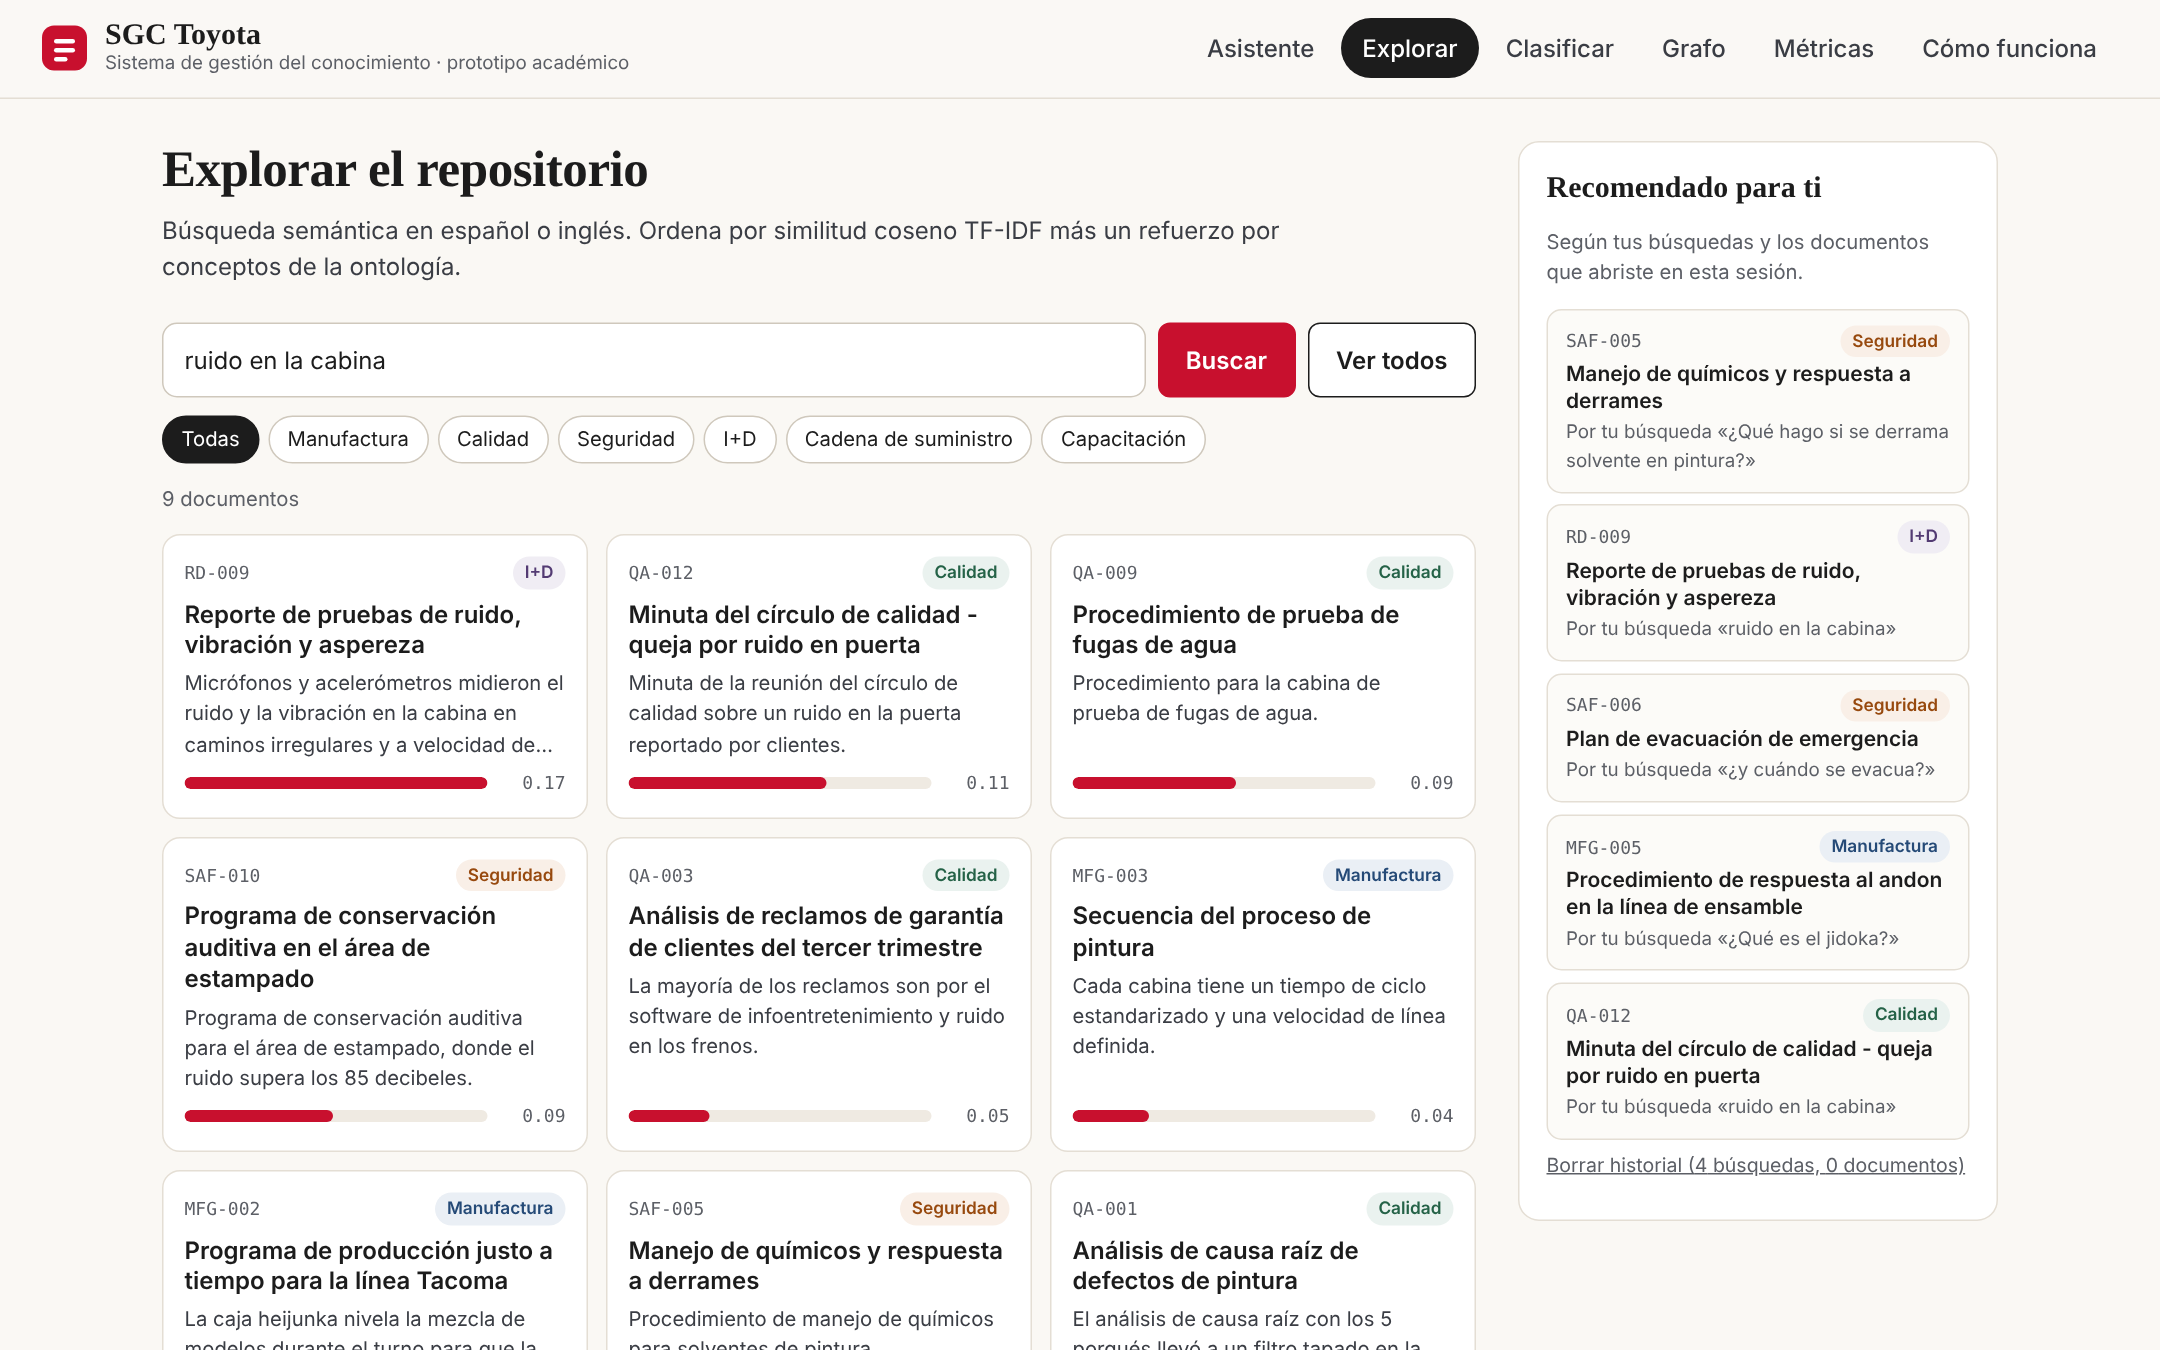 SGC Toyota
Sistema de gestión del conocimiento · prototipo académico
Asistente
Explorar
Clasificar
Grafo
Métricas
Cómo funciona
Explorar el repositorio
Búsqueda semántica en español o inglés. Ordena por similitud coseno TF-IDF más un refuerzo por
conceptos de la ontología.
ruido en la cabina
Buscar
Ver todos
Todas
Manufactura
Calidad
Seguridad
I+D
Cadena de suministro
Capacitación
9 documentos
RD-009
I+D
Reporte de pruebas de ruido,
vibración y aspereza
Micrófonos y acelerómetros midieron el
ruido y la vibración en la cabina en
caminos irregulares y a velocidad de...
0.17
QA-012
Calidad
Minuta del círculo de calidad -
queja por ruido en puerta
Minuta de la reunión del círculo de
calidad sobre un ruido en la puerta
reportado por clientes.
0.11
QA-009
Calidad
Procedimiento de prueba de
fugas de agua
Procedimiento para la cabina de
prueba de fugas de agua.
0.09
SAF-010
Seguridad
Programa de conservación
auditiva en el área de
estampado
Programa de conservación auditiva
para el área de estampado, donde el
ruido supera los 85 decibeles.
0.09
QA-003
Calidad
Análisis de reclamos de garantía
de clientes del tercer trimestre
La mayoría de los reclamos son por el
software de infoentretenimiento y ruido
en los frenos.
0.05
MFG-003
Manufactura
Secuencia del proceso de
pintura
Cada cabina tiene un tiempo de ciclo
estandarizado y una velocidad de línea
definida.
0.04
MFG-002
Manufactura
Programa de producción justo a
tiempo para la línea Tacoma
La caja heijunka nivela la mezcla de
modelos durante el turno para que la
SAF-005
Seguridad
Manejo de químicos y respuesta
a derrames
Procedimiento de manejo de químicos
para solventes de pintura
QA-001
Calidad
Análisis de causa raíz de
defectos de pintura
El análisis de causa raíz con los 5
porqués llevó a un filtro tapado en la
Recomendado para ti
Según tus búsquedas y los documentos
que abriste en esta sesión.
SAF-005
Seguridad
Manejo de químicos y respuesta a
derrames
Por tu búsqueda «¿Qué hago si se derrama
solvente en pintura?»
RD-009
I+D
Reporte de pruebas de ruido,
vibración y aspereza
Por tu búsqueda «ruido en la cabina»
SAF-006
Seguridad
Plan de evacuación de emergencia
Por tu búsqueda «¿y cuándo se evacua?»
MFG-005
Manufactura
Procedimiento de respuesta al andon
en la línea de ensamble
Por tu búsqueda «¿Qué es el jidoka?»
QA-012
Calidad
Minuta del círculo de calidad - queja
por ruido en puerta
Por tu búsqueda «ruido en la cabina»
Borrar historial (4 búsquedas, 0 documentos)